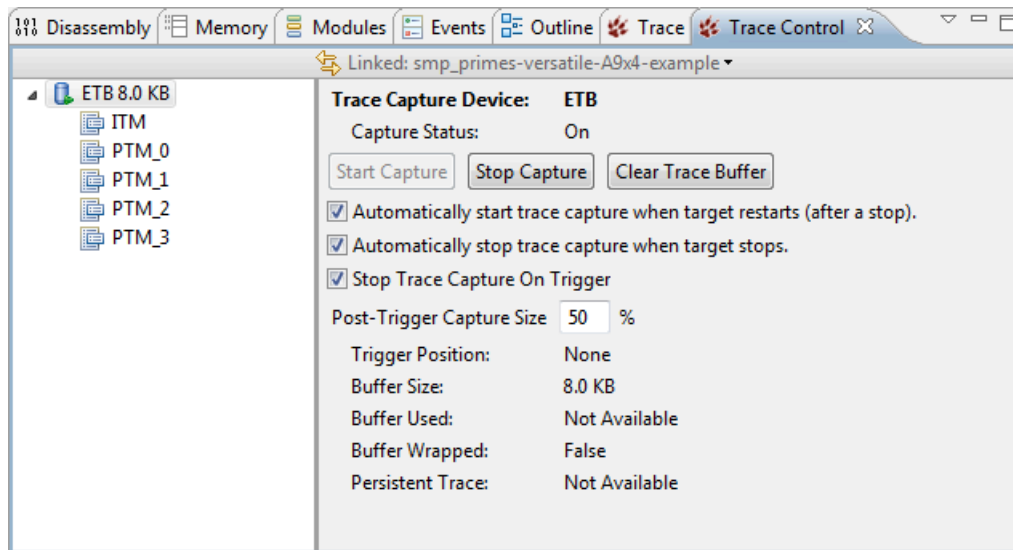 Disassembly Memory Modules Events Outline Trace Trace Control
Linked: smp_primes-versatile-A9x4-example
ETB 8.0 KB
ITM
PTM_0
PTM_1
PTM_2
PTM_3
Trace Capture Device: ETB
Capture Status: On
Start Capture Stop Capture Clear Trace Buffer
Automatically start trace capture when target restarts (after a stop).
Automatically stop trace capture when target stops.
Stop Trace Capture On Trigger
Post-Trigger Capture Size 50 %
Trigger Position: None
Buffer Size: 8.0 KB
Buffer Used: Not Available
Buffer Wrapped: False
Persistent Trace: Not Available